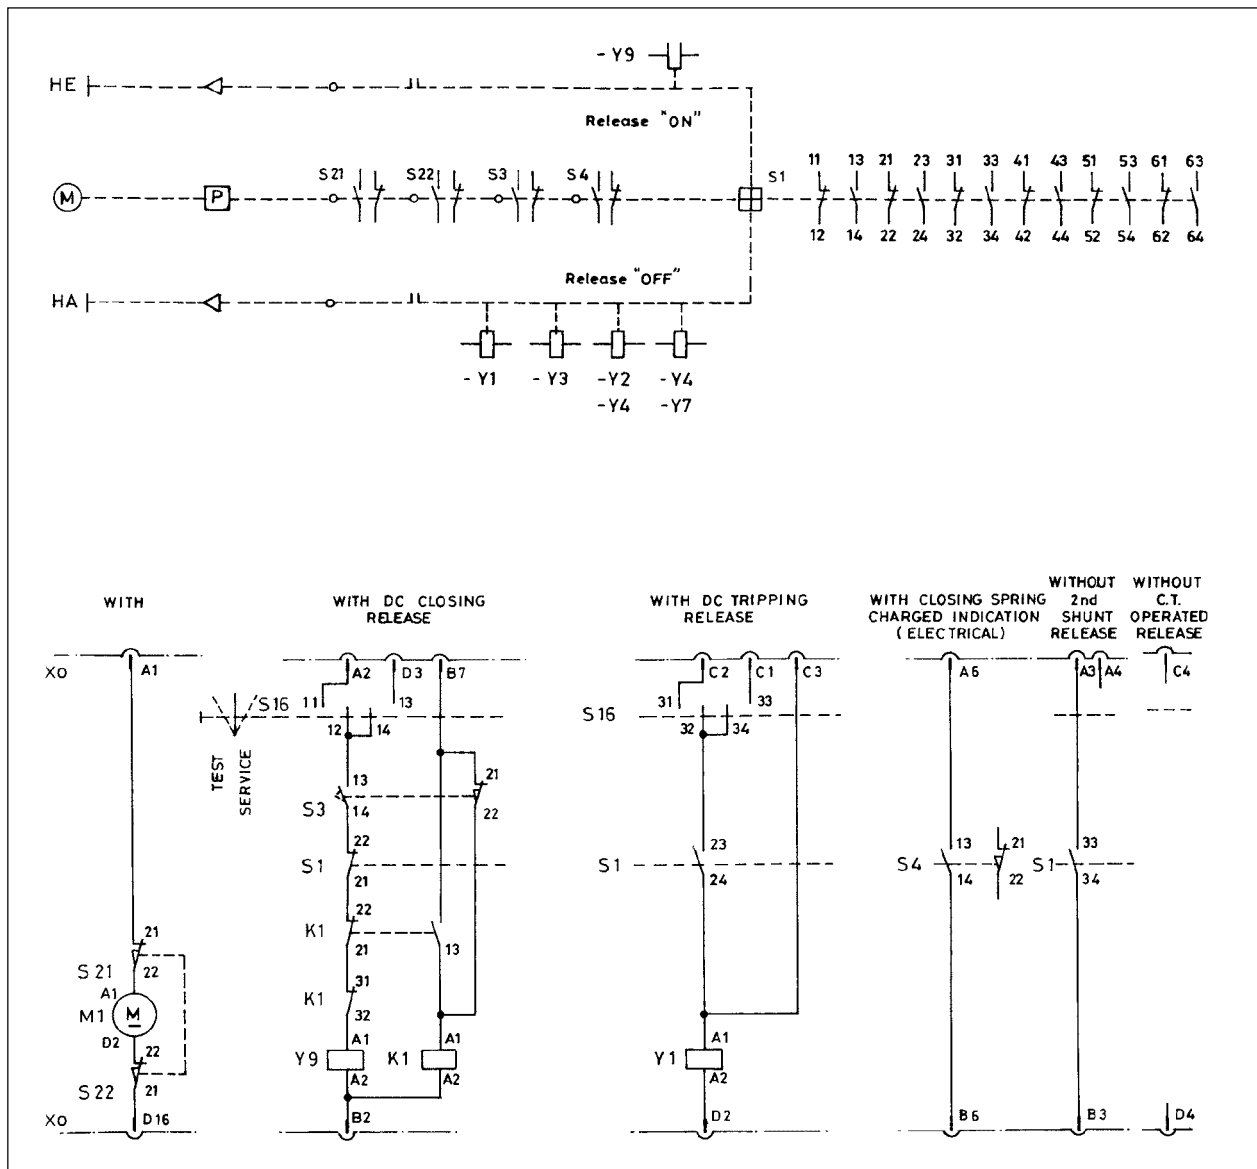 -Y9
HE
Release "ON"
M P S21 S22 S3 S4 S1
11 13 21 23 31 33 41 43 51 53 61 63
12 14 22 24 32 34 42 44 52 54 62 64
Release "OFF"
HA
-Y1 -Y3 -Y2 -Y4
-Y4 -Y7
WITH
WITH DC CLOSING
RELEASE
WITH DC TRIPPING
RELEASE
WITH CLOSING SPRING
CHARGED INDICATION
(ELECTRICAL)
WITHOUT
2nd
SHUNT
RELEASE
WITHOUT
C.T.
OPERATED
RELEASE
X0 A1 A2 D3 B7 C2 C1 C3 A6 A3 A4 C4
S16 11 13 S16 31 33
12 14 32 34
TEST
SERVICE
13 21
S3 14 22
22 23 13 21 33
S1 S1 S4 S1
21 24 14 22 34
22
K1
21 13
21
S21 22
31
K1
32
A1
M1 M
D2
A1 A1 A1
Y9 K1 Y1
A2 A2 A2
22
S22 21
X0 D16 B2 D2 B6 B3 D4